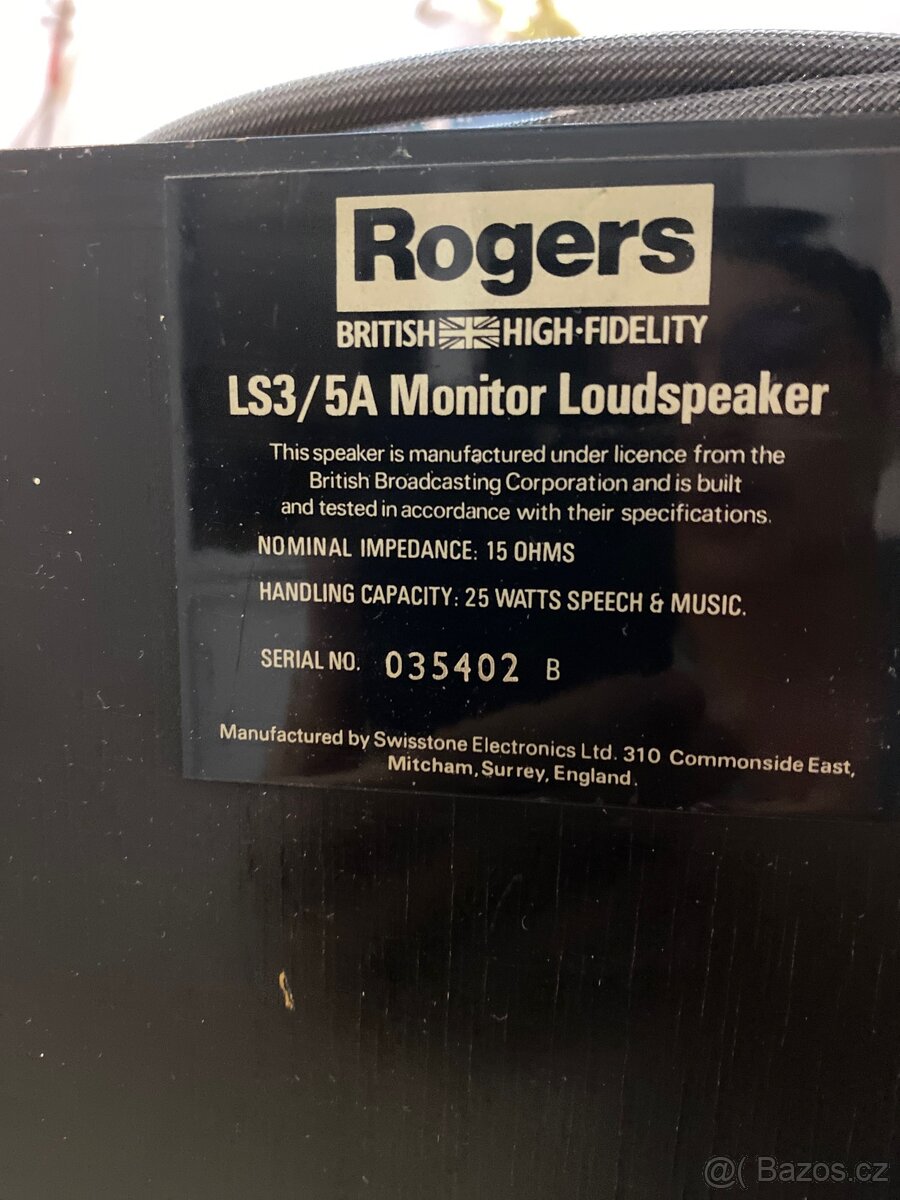 Rogers
BRITISH HIGH·FIDELITY
LS3/5A Monitor Loudspeaker
This speaker is manufactured under licence from the
British Broadcasting Corporation and is built
and tested in accordance with their specifications.
NOMINAL IMPEDANCE: 15 OHMS
HANDLING CAPACITY: 25 WATTS SPEECH & MUSIC.
SERIAL NO. 035402 B
Manufactured by Swisstone Electronics Ltd. 310 Commonside East,
Mitcham, Surrey, England.
@( Bazos.cz